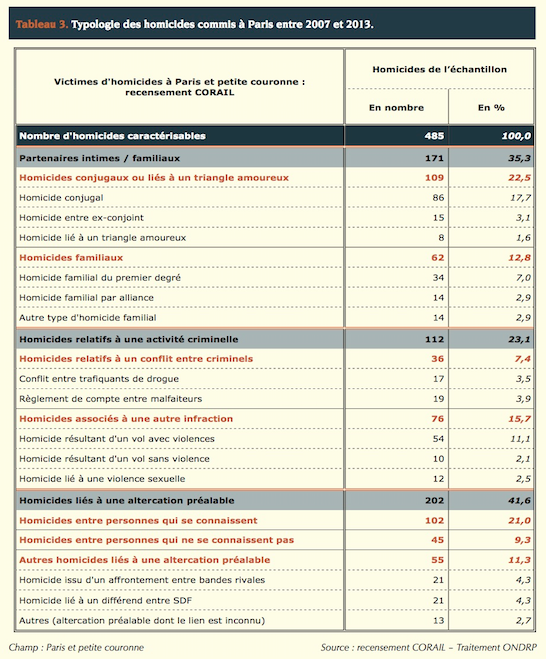 Tableau 3. Typologie des homicides commis à Paris entre 2007 et 2013.
Victimes d'homicides à Paris et petite couronne :
recensement CORAIL
Homicides de l'échantillon
En nombre En %
Nombre d'homicides caractérisables 485 100,0
Partenaires intimes / familiaux 171 35,3
Homicides conjugaux ou liés à un triangle amoureux 109 22,5
Homicide conjugal 86 17,7
Homicide entre ex-conjoint 15 3,1
Homicide lié à un triangle amoureux 8 1,6
Homicides familiaux 62 12,8
Homicide familial du premier degré 34 7,0
Homicide familial par alliance 14 2,9
Autre type d'homicide familial 14 2,9
Homicides relatifs à une activité criminelle 112 23,1
Homicides relatifs à un conflit entre criminels 36 7,4
Conflit entre trafiquants de drogue 17 3,5
Règlement de compte entre malfaiteurs 19 3,9
Homicides associés à une autre infraction 76 15,7
Homicide résultant d'un vol avec violences 54 11,1
Homicide résultant d'un vol sans violence 10 2,1
Homicide lié à une violence sexuelle 12 2,5
Homicides liés à une altercation préalable 202 41,6
Homicides entre personnes qui se connaissent 102 21,0
Homicides entre personnes qui ne se connaissent pas 45 9,3
Autres homicides liés à une altercation préalable 55 11,3
Homicide issu d'un affrontement entre bandes rivales 21 4,3
Homicide lié à un différend entre SDF 21 4,3
Autres (altercation préalable dont le lien est inconnu) 13 2,7
Champ : Paris et petite couronne Source : recensement CORAIL – Traitement ONDRP